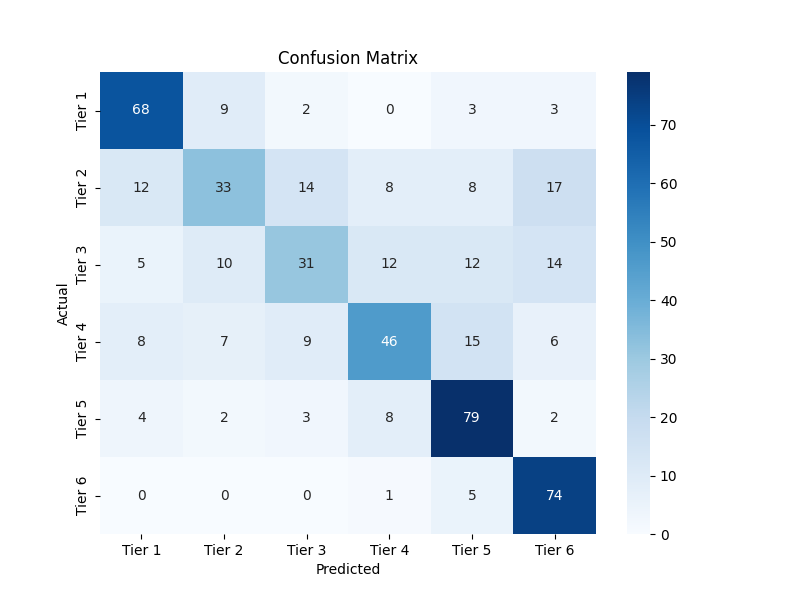 Confusion Matrix
Tier 1 68 9 2 0 3 3
Tier 2 12 33 14 8 8 17
Tier 3 5 10 31 12 12 14
Tier 4 8 7 9 46 15 6
Tier 5 4 2 3 8 79 2
Tier 6 0 0 0 1 5 74
Tier 1 Tier 2 Tier 3 Tier 4 Tier 5 Tier 6
Predicted
Actual
70
60
50
40
30
20
10
0